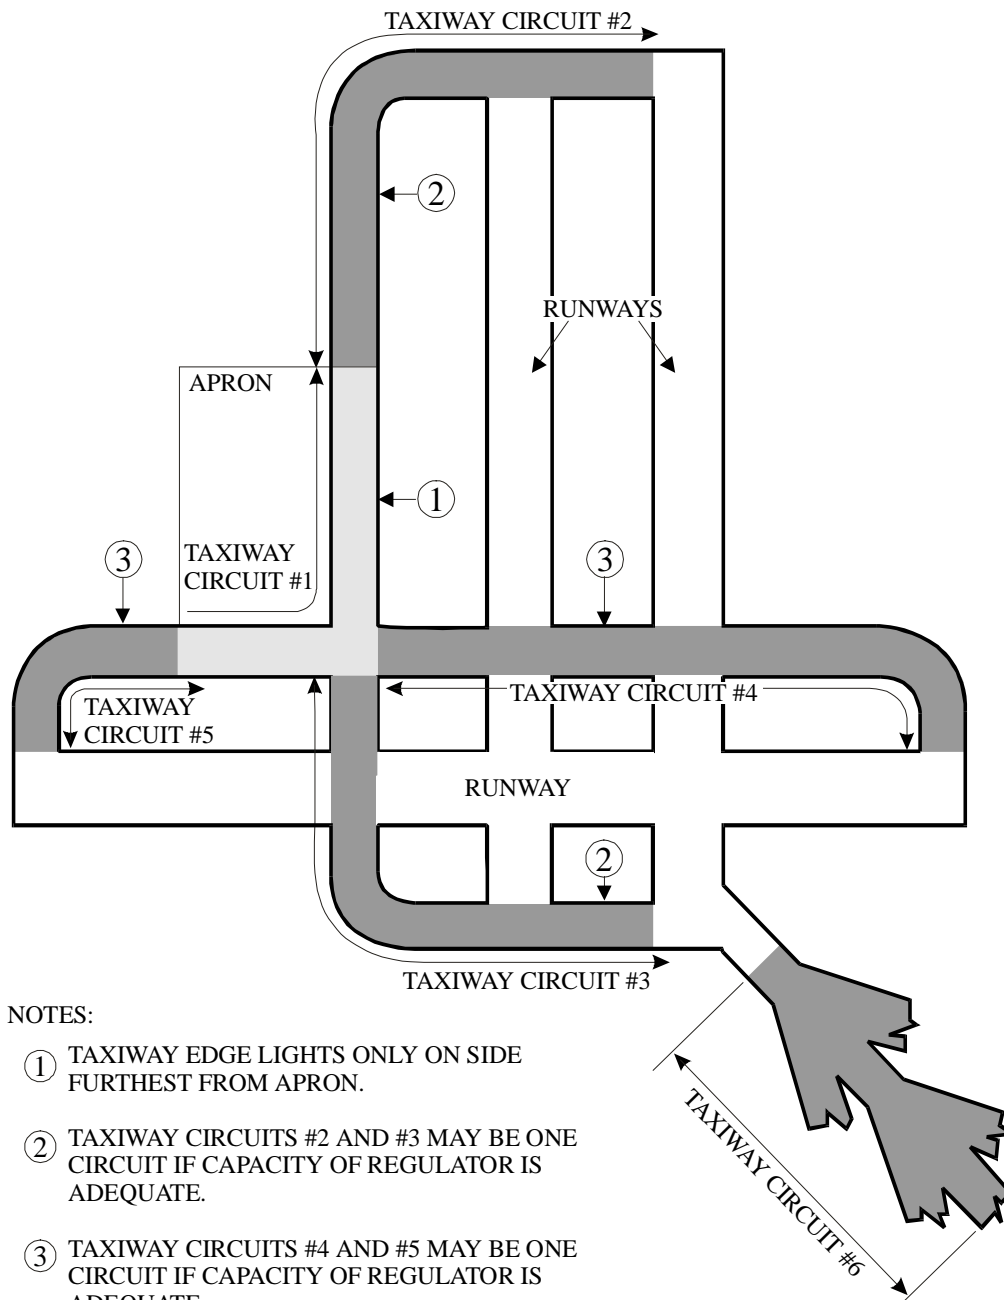 TAXIWAY CIRCUIT #2
2
RUNWAYS
APRON
1
3
TAXIWAY
CIRCUIT #1
3
TAXIWAY
CIRCUIT #5
TAXIWAY CIRCUIT #4
RUNWAY
2
TAXIWAY CIRCUIT #3
TAXIWAY CIRCUIT #6
NOTES:
1 TAXIWAY EDGE LIGHTS ONLY ON SIDE
FURTHEST FROM APRON.
2 TAXIWAY CIRCUITS #2 AND #3 MAY BE ONE
CIRCUIT IF CAPACITY OF REGULATOR IS
ADEQUATE.
3 TAXIWAY CIRCUITS #4 AND #5 MAY BE ONE
CIRCUIT IF CAPACITY OF REGULATOR IS